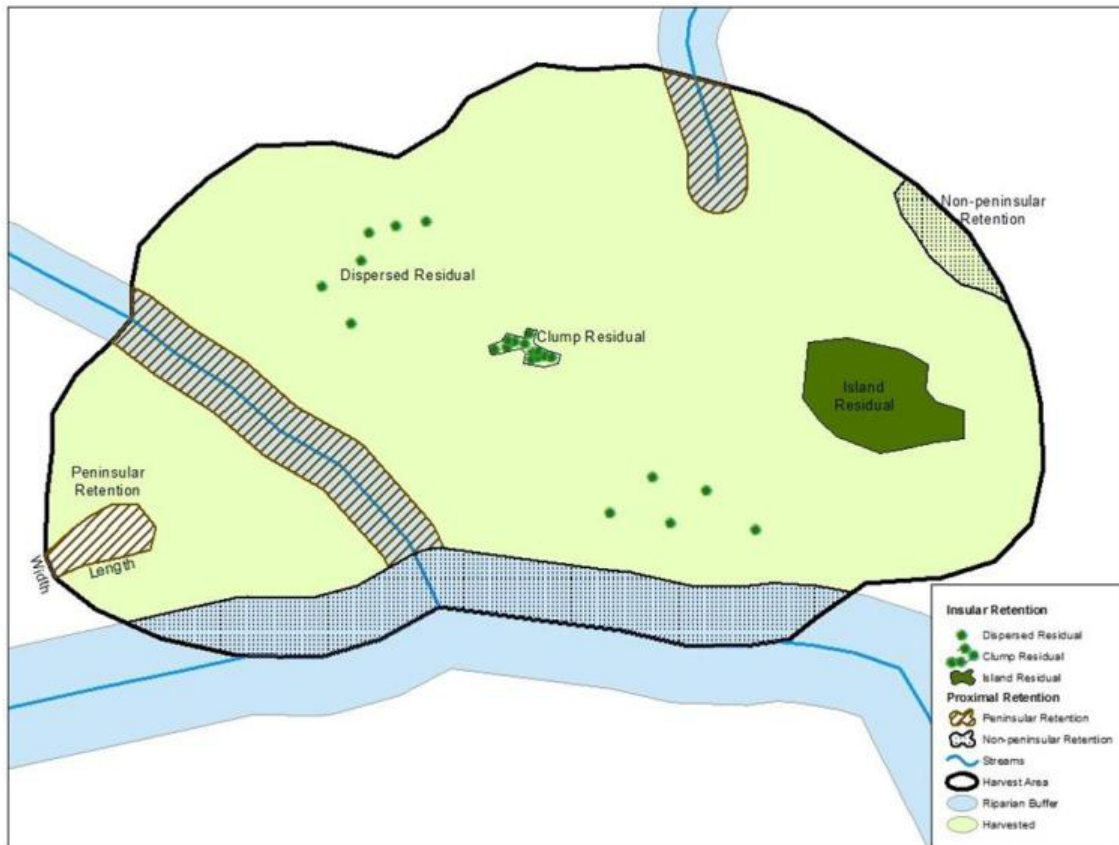 Non-peninsular
Retention
Dispersed Residual
Clump Residual
Island
Residual
Peninsular
Retention
Width
Length
Insular Retention
Dispersed Residual
Clump Residual
Island Residual
Proximal Retention
Peninsular Retention
Non-peninsular Retention
Streams
Harvest Area
Riparian Buffer
Harvested